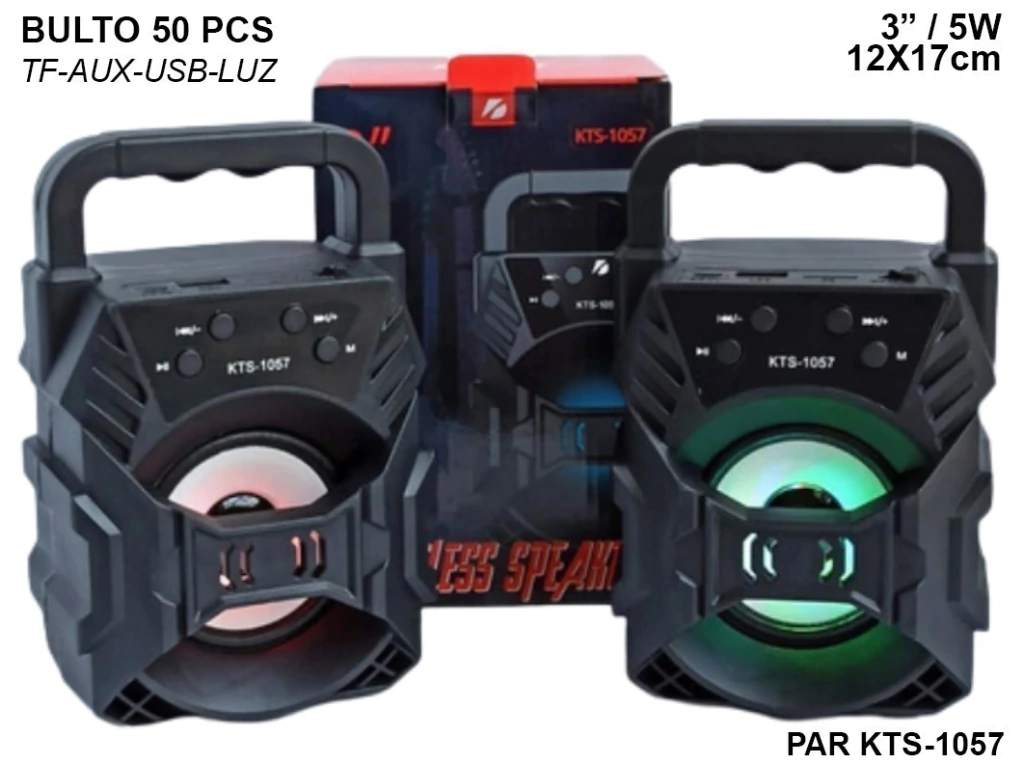 BULTO 50 PCS
TF-AUX-USB-LUZ
3” / 5W
12X17cm
KTS-1057
KTS-1057
M
KTS-1057
M
SPEAK
PAR KTS-1057